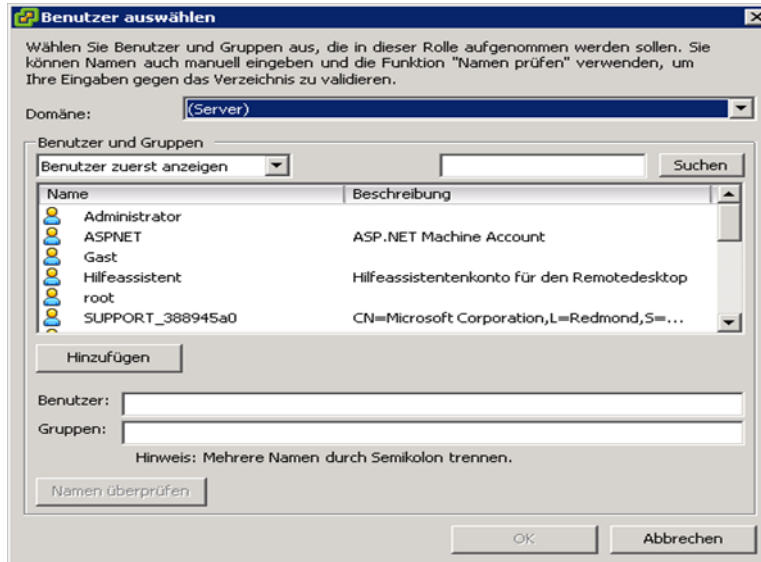 Benutzer auswählen
Wählen Sie Benutzer und Gruppen aus, die in dieser Rolle aufgenommen werden sollen. Sie
können Namen auch manuell eingeben und die Funktion "Namen prüfen" verwenden, um
Ihre Eingaben gegen das Verzeichnis zu validieren.
Domäne: (Server)
Benutzer und Gruppen
Benutzer zuerst anzeigen Suchen
Name Beschreibung
Administrator
ASPNET ASP.NET Machine Account
Gast
Hilfeassistent Hilfeassistentenkonto für den Remotedesktop
root
SUPPORT_388945a0 CN=Microsoft Corporation,L=Redmond,S=...
Hinzufügen
Benutzer:
Gruppen:
Hinweis: Mehrere Namen durch Semikolon trennen.
Namen überprüfen
OK Abbrechen